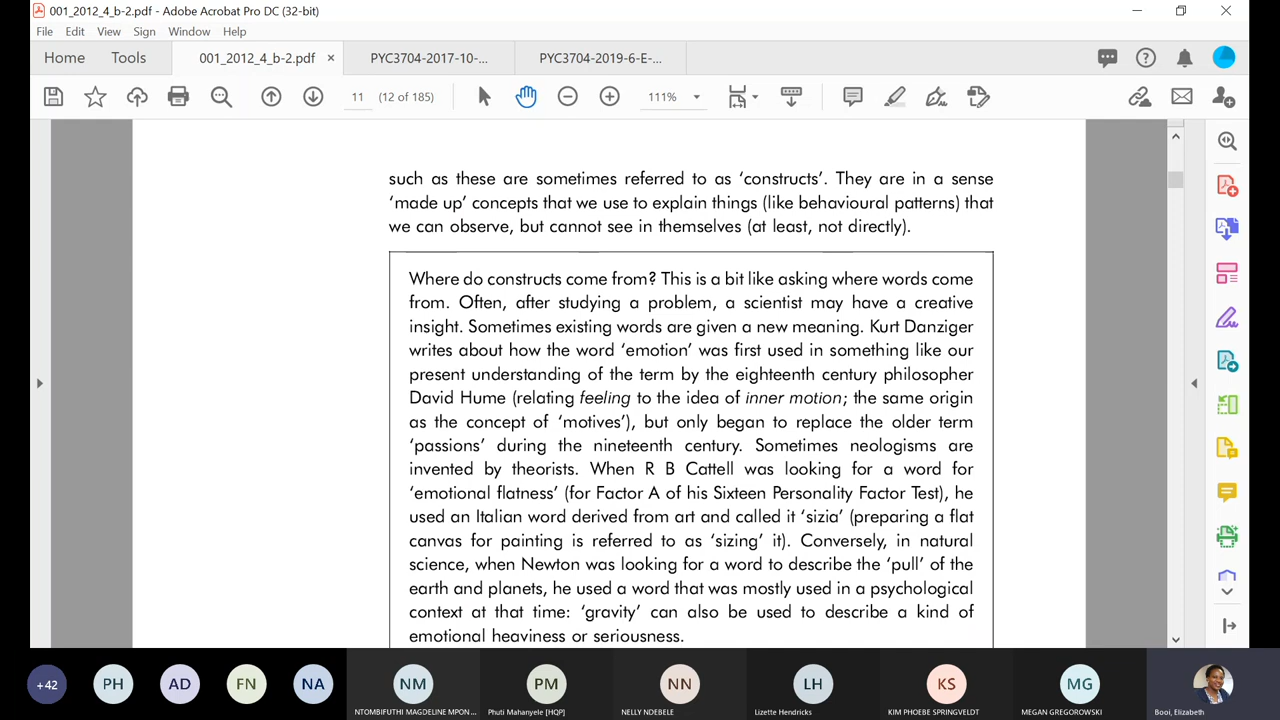 001_2012_4_b-2.pdf - Adobe Acrobat Pro DC (32-bit)
File Edit View Sign Window Help
Home Tools 001_2012_4_b-2.pdf × PYC3704-2017-10-... PYC3704-2019-6-E-...
11 (12 of 185) 111%
such as these are sometimes referred to as ‘constructs’. They are in a sense
‘made up’ concepts that we use to explain things (like behavioural patterns) that
we can observe, but cannot see in themselves (at least, not directly).
Where do constructs come from? This is a bit like asking where words come
from. Often, after studying a problem, a scientist may have a creative
insight. Sometimes existing words are given a new meaning. Kurt Danziger
writes about how the word ‘emotion’ was first used in something like our
present understanding of the term by the eighteenth century philosopher
David Hume (relating feeling to the idea of inner motion; the same origin
as the concept of ‘motives’), but only began to replace the older term
‘passions’ during the nineteenth century. Sometimes neologisms are
invented by theorists. When R B Cattell was looking for a word for
‘emotional flatness’ (for Factor A of his Sixteen Personality Factor Test), he
used an Italian word derived from art and called it ‘sizia’ (preparing a flat
canvas for painting is referred to as ‘sizing’ it). Conversely, in natural
science, when Newton was looking for a word to describe the ‘pull’ of the
earth and planets, he used a word that was mostly used in a psychological
context at that time: ‘gravity’ can also be used to describe a kind of
emotional heaviness or seriousness.
+42 PH AD FN NA NM PM NN LH KS MG
NTOMBIFUTHI MAGDELINE MPON ... Phuti Mahanyele [HQP] NELLY NDEBELE Lizette Hendricks KIM PHOEBE SPRINGVELDT MEGAN GREGOROWSKI Booi, Elizabeth